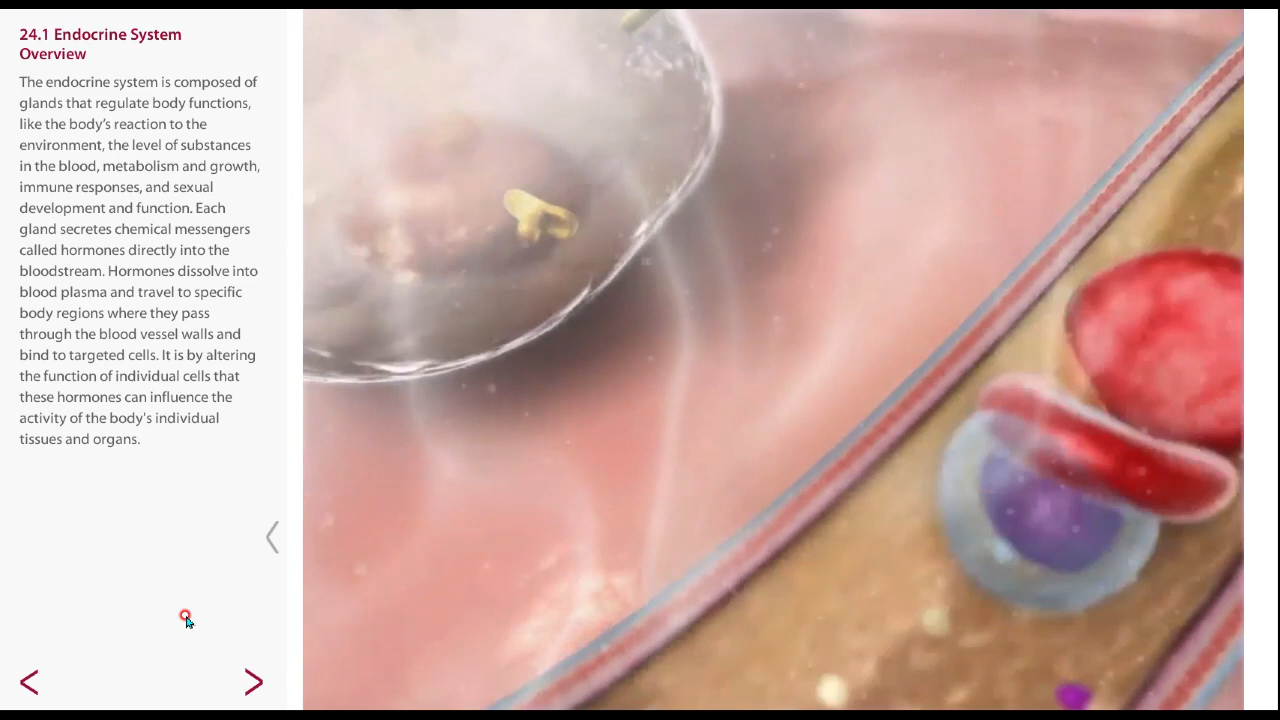 24.1 Endocrine System
Overview
The endocrine system is composed of
glands that regulate body functions,
like the body’s reaction to the
environment, the level of substances
in the blood, metabolism and growth,
immune responses, and sexual
development and function. Each
gland secretes chemical messengers
called hormones directly into the
bloodstream. Hormones dissolve into
blood plasma and travel to specific
body regions where they pass
through the blood vessel walls and
bind to targeted cells. It is by altering
the function of individual cells that
these hormones can influence the
activity of the body's individual
tissues and organs.